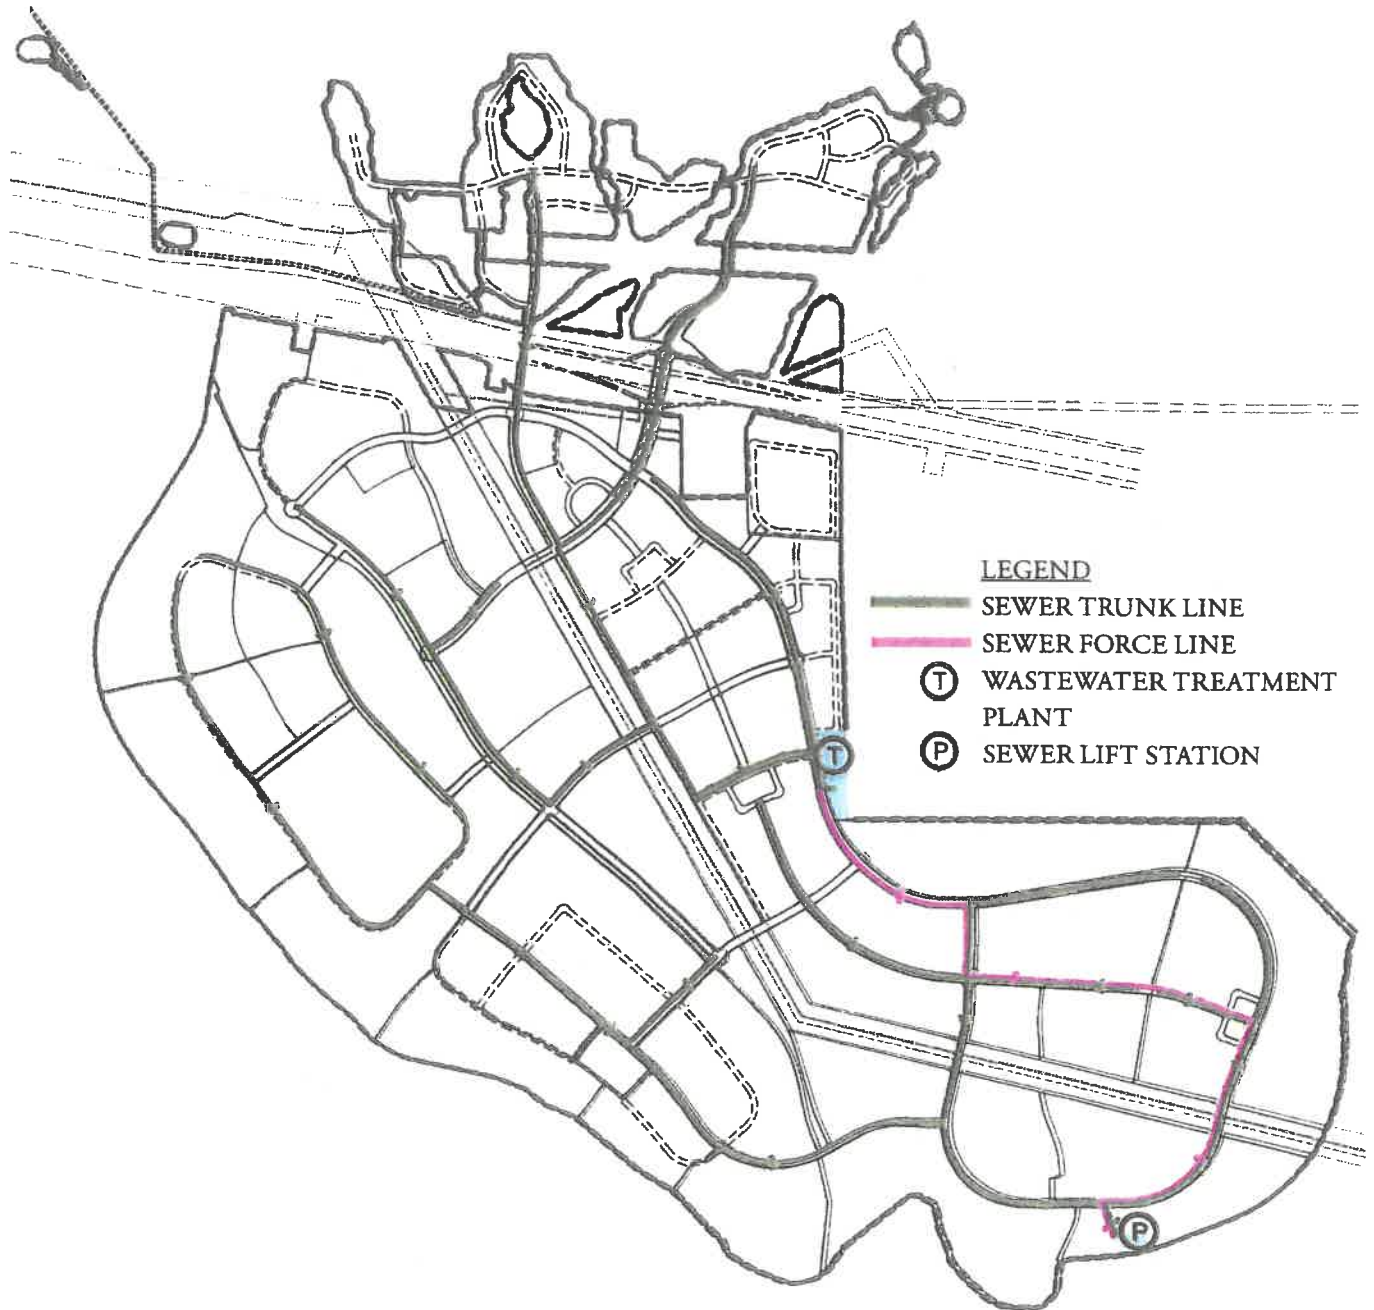 LEGEND
SEWER TRUNK LINE
SEWER FORCE LINE
T WASTEWATER TREATMENT
PLANT
P SEWER LIFT STATION
T
P